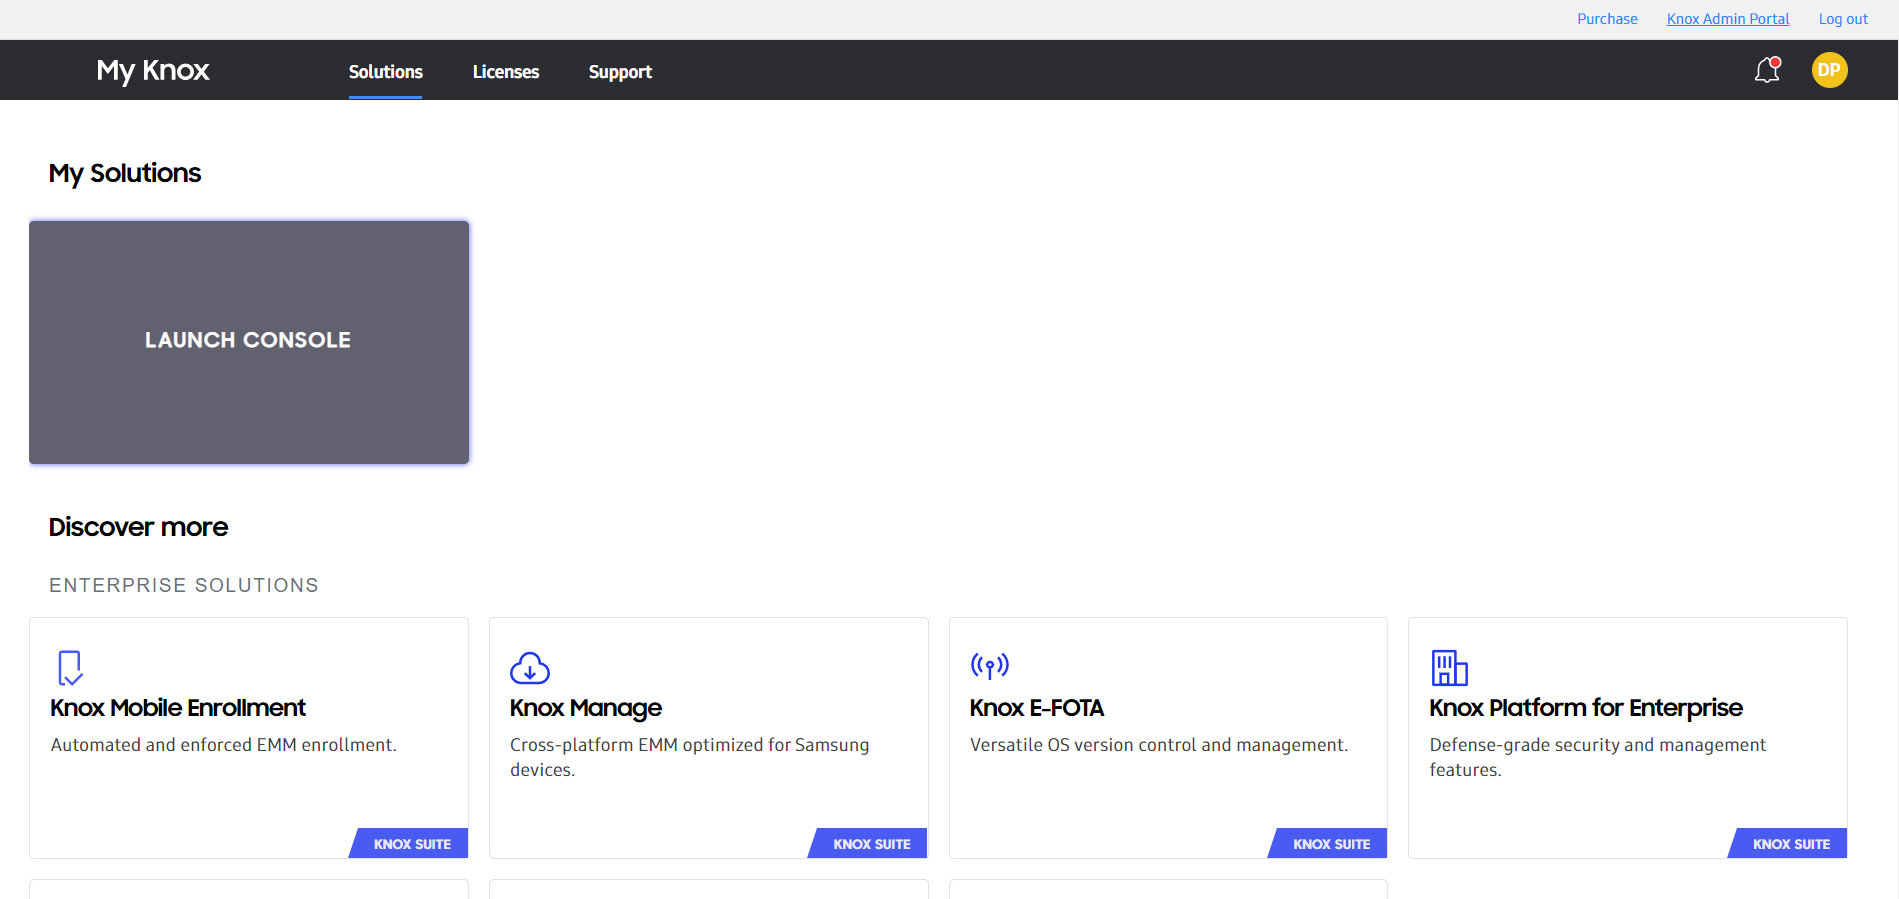 Purchase Knox Admin Portal Log out
My Knox Solutions Licenses Support DP
My Solutions
LAUNCH CONSOLE
Discover more
ENTERPRISE SOLUTIONS
Knox Mobile Enrollment
Automated and enforced EMM enrollment.
KNOX SUITE
Knox Manage
Cross-platform EMM optimized for Samsung
devices.
KNOX SUITE
Knox E-FOTA
Versatile OS version control and management.
KNOX SUITE
Knox Platform for Enterprise
Defense-grade security and management
features.
KNOX SUITE